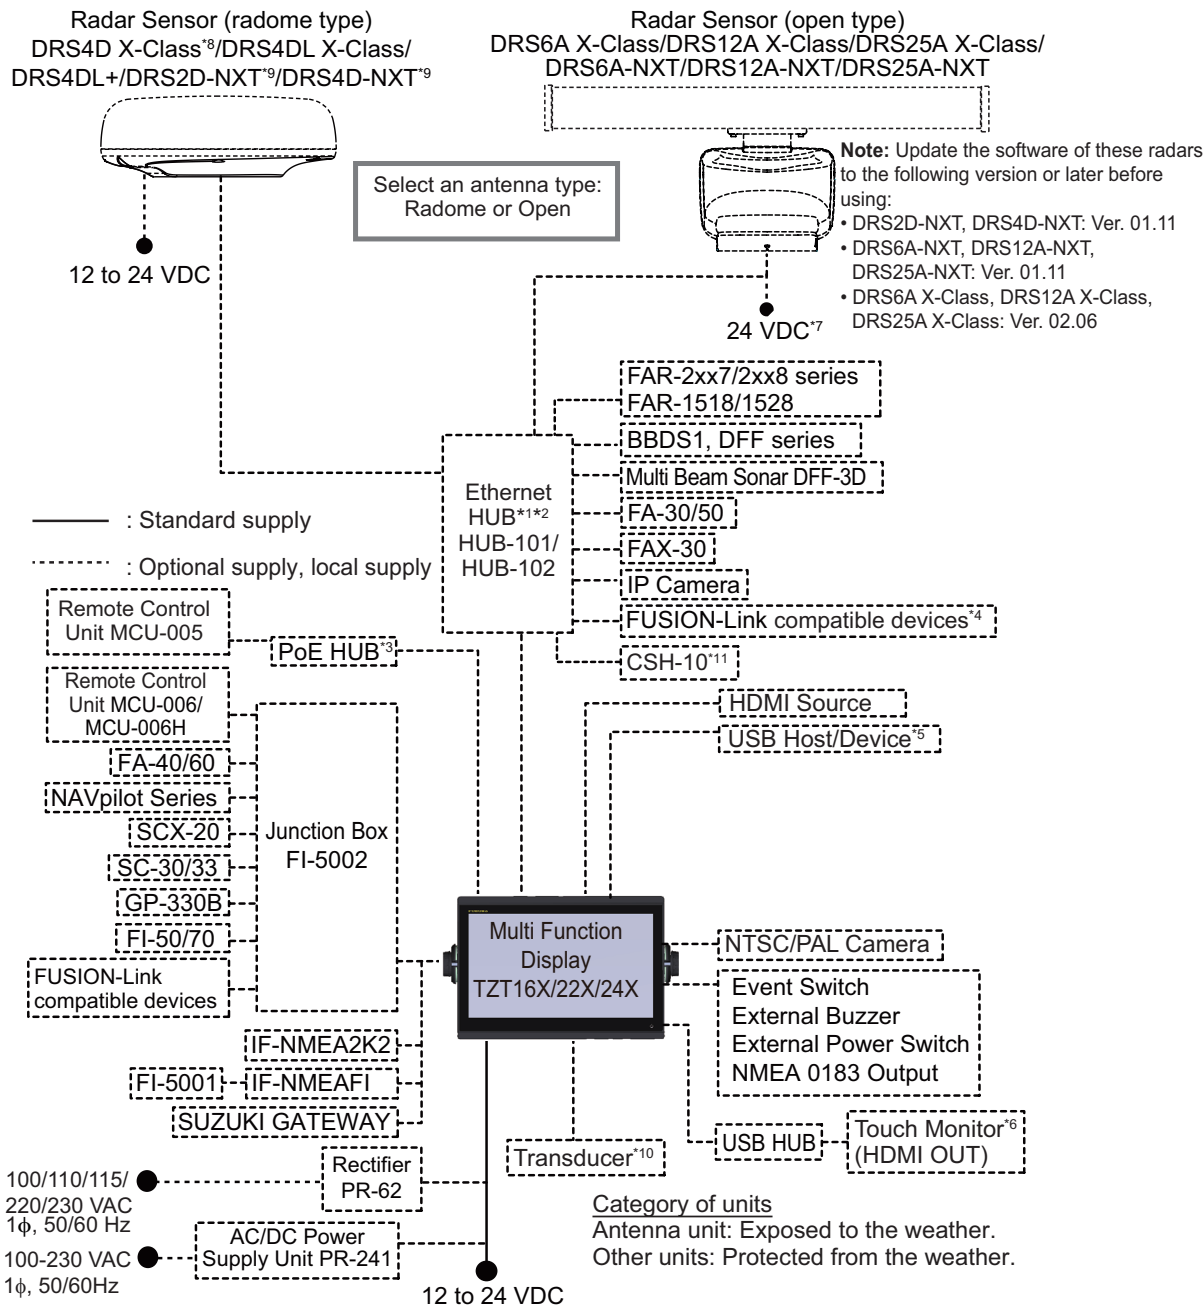 Radar Sensor (radome type)
DRS4D X-Class*8/DRS4DL X-Class/
DRS4DL+/DRS2D-NXT*9/DRS4D-NXT*9
Radar Sensor (open type)
DRS6A X-Class/DRS12A X-Class/DRS25A X-Class/
DRS6A-NXT/DRS12A-NXT/DRS25A-NXT
Select an antenna type:
Radome or Open
Note: Update the software of these radars
to the following version or later before
using:
• DRS2D-NXT, DRS4D-NXT: Ver. 01.11
• DRS6A-NXT, DRS12A-NXT,
DRS25A-NXT: Ver. 01.11
• DRS6A X-Class, DRS12A X-Class,
DRS25A X-Class: Ver. 02.06
12 to 24 VDC
24 VDC*7
FAR-2xx7/2xx8 series
FAR-1518/1528
BBDS1, DFF series
Multi Beam Sonar DFF-3D
FA-30/50
FAX-30
IP Camera
FUSION-Link compatible devices*4
CSH-10*11
Ethernet
HUB*1*2
HUB-101/
HUB-102
: Standard supply
: Optional supply, local supply
Remote Control
Unit MCU-005
PoE HUB*3
Remote Control
Unit MCU-006/
MCU-006H
FA-40/60
NAVpilot Series
SCX-20
SC-30/33
GP-330B
FI-50/70
FUSION-Link
compatible devices
Junction Box
FI-5002
HDMI Source
USB Host/Device*5
Multi Function
Display
TZT16X/22X/24X
NTSC/PAL Camera
Event Switch
External Buzzer
External Power Switch
NMEA 0183 Output
IF-NMEA2K2
FI-5001
IF-NMEAFI
SUZUKI GATEWAY
USB HUB
Touch Monitor*6
(HDMI OUT)
Transducer*10
Rectifier
PR-62
100/110/115/
220/230 VAC
1ϕ, 50/60 Hz
AC/DC Power
Supply Unit PR-241
100-230 VAC
1ϕ, 50/60Hz
12 to 24 VDC
Category of units
Antenna unit: Exposed to the weather.
Other units: Protected from the weather.